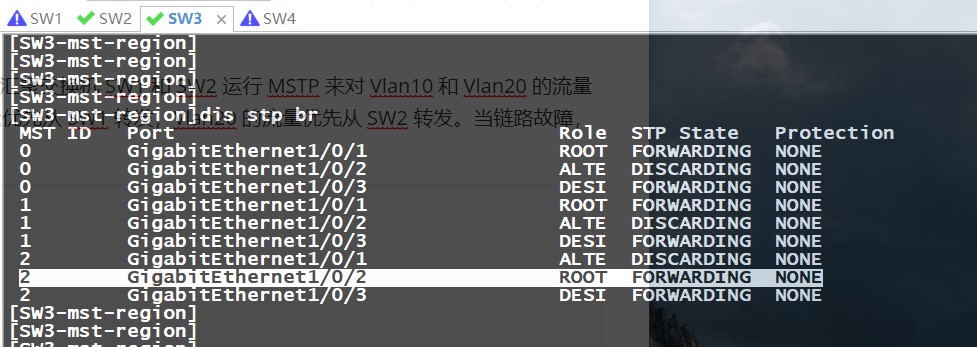 SW1 SW2 SW3 × SW4
[SW3-mst-region]
[SW3-mst-region]
[SW3-mst-region]
SW2 运行 MSTP 来对 Vlan10 和 Vlan20 的流量
[SW3-mst-region]
[SW3-mst-region]dis stp br
的流量优先从 SW2 转发。当链路故障，
MST ID Port Role STP State Protection
0 GigabitEthernet1/0/1 ROOT FORWARDING NONE
0 GigabitEthernet1/0/2 ALTE DISCARDING NONE
0 GigabitEthernet1/0/3 DESI FORWARDING NONE
1 GigabitEthernet1/0/1 ROOT FORWARDING NONE
1 GigabitEthernet1/0/2 ALTE DISCARDING NONE
1 GigabitEthernet1/0/3 DESI FORWARDING NONE
2 GigabitEthernet1/0/1 ALTE DISCARDING NONE
2 GigabitEthernet1/0/2 ROOT FORWARDING NONE
2 GigabitEthernet1/0/3 DESI FORWARDING NONE
[SW3-mst-region]
[SW3-mst-region]
[SW3-mst-region]